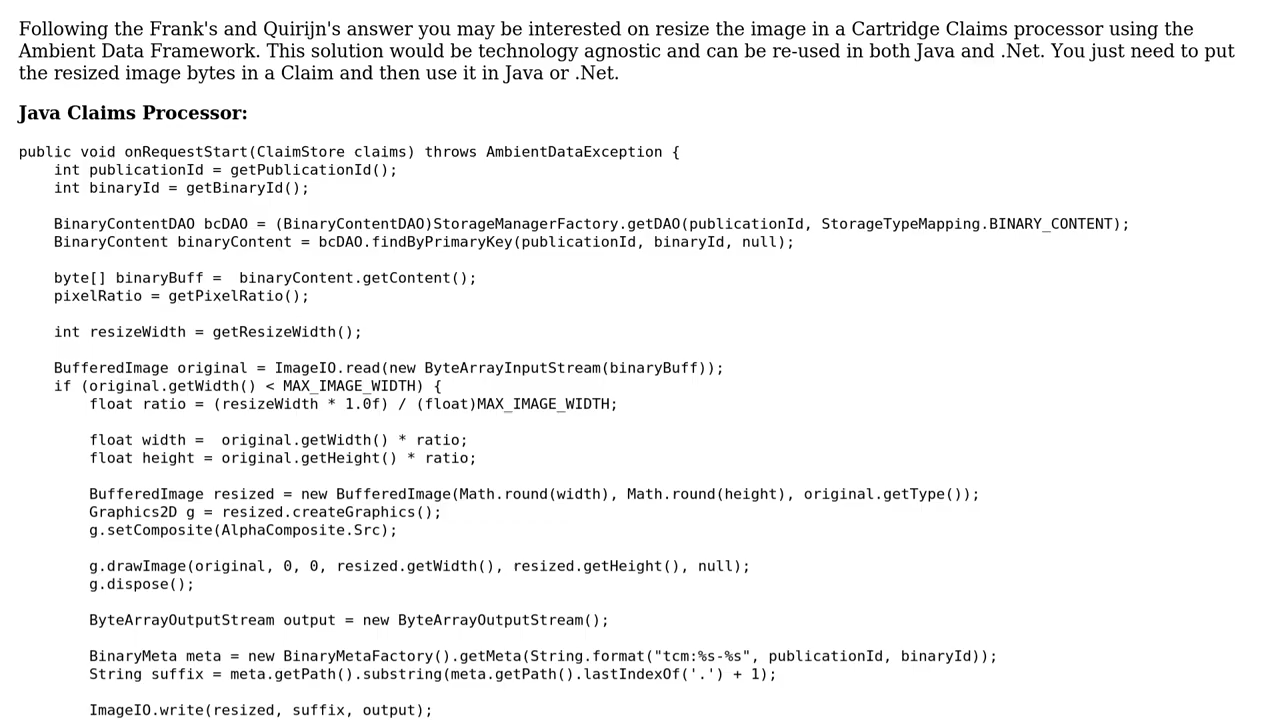 Following the Frank's and Quirijn's answer you may be interested on resize the image in a Cartridge Claims processor using the
Ambient Data Framework. This solution would be technology agnostic and can be re-used in both Java and .Net. You just need to put
the resized image bytes in a Claim and then use it in Java or .Net.
Java Claims Processor:
public void onRequestStart(ClaimStore claims) throws AmbientDataException {
    int publicationId = getPublicationId();
    int binaryId = getBinaryId();
    BinaryContentDAO bcDAO = (BinaryContentDAO)StorageManagerFactory.getDAO(publicationId, StorageTypeMapping.BINARY_CONTENT);
    BinaryContent binaryContent = bcDAO.findByPrimaryKey(publicationId, binaryId, null);
    byte[] binaryBuff =  binaryContent.getContent();
    pixelRatio = getPixelRatio();
    int resizeWidth = getResizeWidth();
    BufferedImage original = ImageIO.read(new ByteArrayInputStream(binaryBuff));
    if (original.getWidth() < MAX_IMAGE_WIDTH) {
        float ratio = (resizeWidth * 1.0f) / (float)MAX_IMAGE_WIDTH;
        float width =  original.getWidth() * ratio;
        float height = original.getHeight() * ratio;
        BufferedImage resized = new BufferedImage(Math.round(width), Math.round(height), original.getType());
        Graphics2D g = resized.createGraphics();
        g.setComposite(AlphaComposite.Src);
        g.drawImage(original, 0, 0, resized.getWidth(), resized.getHeight(), null);
        g.dispose();
        ByteArrayOutputStream output = new ByteArrayOutputStream();
        BinaryMeta meta = new BinaryMetaFactory().getMeta(String.format("tcm:%s-%s", publicationId, binaryId));
        String suffix = meta.getPath().substring(meta.getPath().lastIndexOf('.') + 1);
        ImageIO.write(resized, suffix, output);